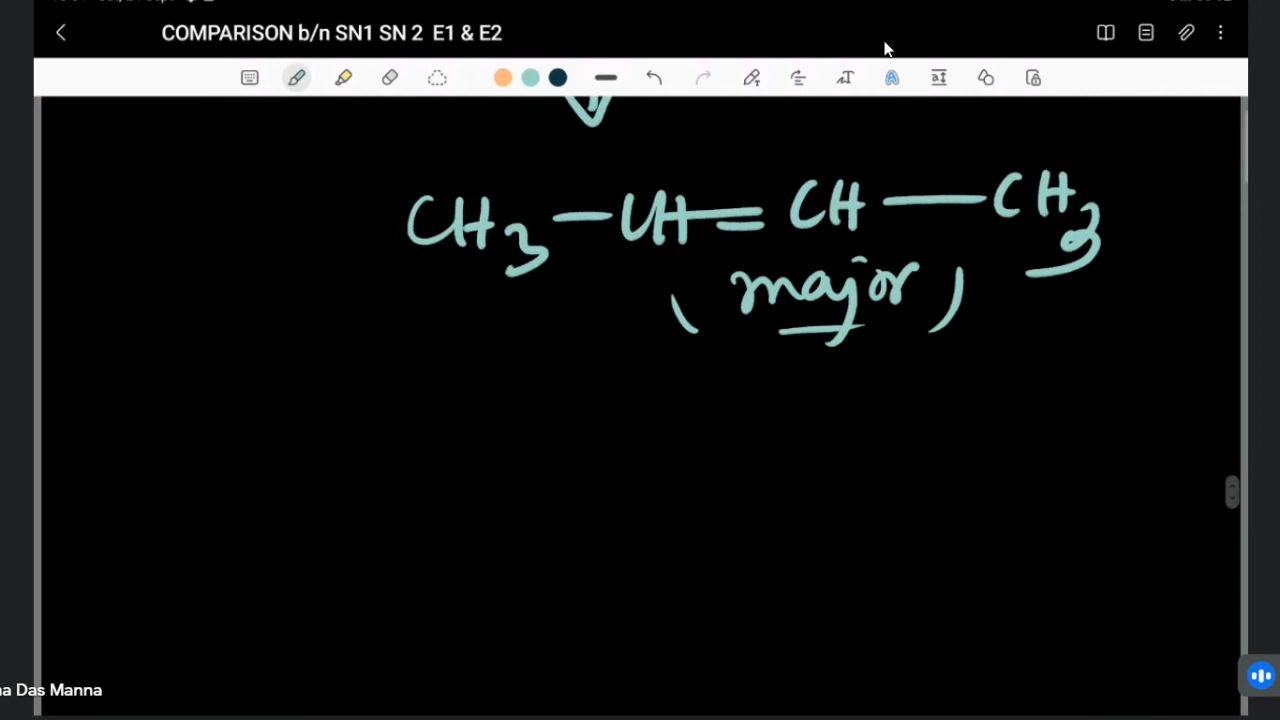 COMPARISON b/n SN1 SN 2 E1 & E2
CH3 — CH = CH — CH3
( major )
a Das Manna